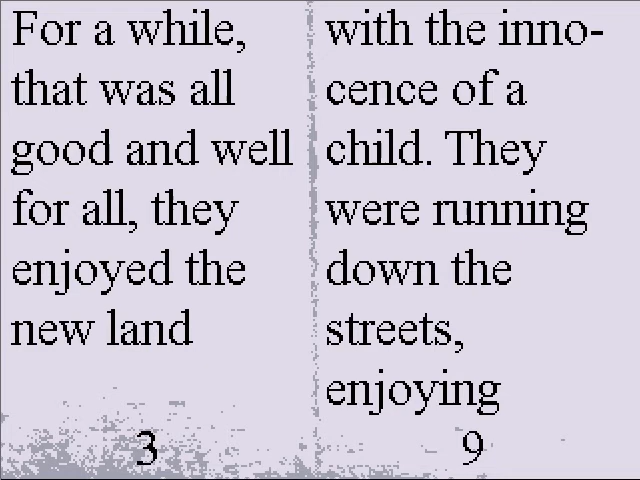 For a while,
that was all
good and well
for all, they
enjoyed the
new land
3
with the inno-
cence of a
child. They
were running
down the
streets,
enjoying
9